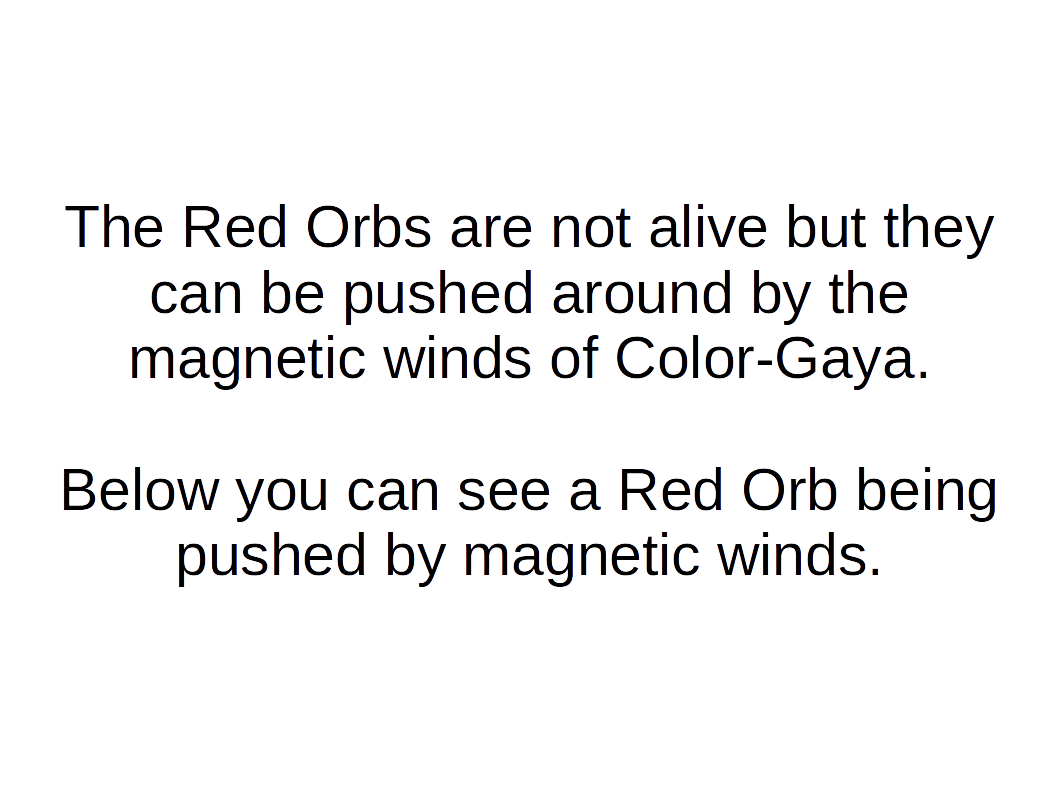 The Red Orbs are not alive but they
can be pushed around by the
magnetic winds of Color-Gaya.
Below you can see a Red Orb being
pushed by magnetic winds.